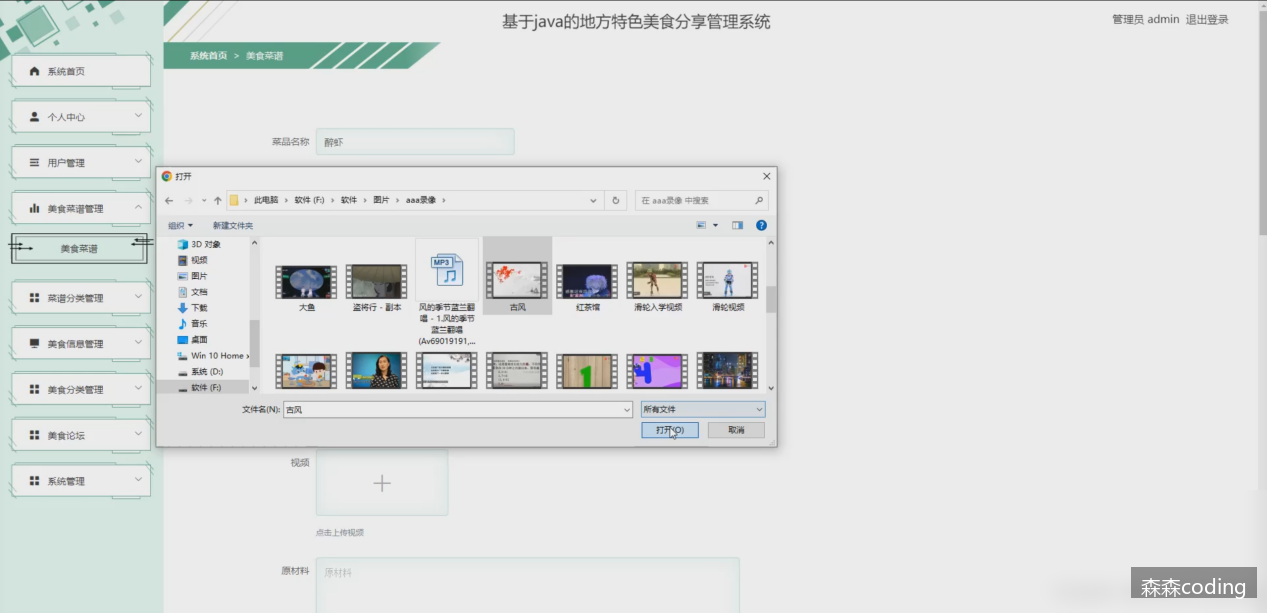 基于java的地方特色美食分享管理系统
管理员 admin 退出登录
系统首页 > 美食菜谱
系统首页
个人中心
用户管理
美食菜谱管理
美食菜谱
菜谱分类管理
美食信息管理
美食分类管理
美食论坛
系统管理
菜品名称 醉虾
打开
此电脑 › 软件 (F:) › 软件 › 图片 › aaa录像 ›
在 aaa录像 中搜索
组织 新建文件夹
3D 对象
视频
图片
文档
下载
音乐
桌面
Win 10 Home
系统 (D:)
软件 (F:)
MP3
大鱼
盗将行 - 副本
风的季节蓝兰翻
唱 - 1.风的季节
蓝兰翻唱
(Av69019191,...
古风
红茶馆
滑轮入学视频
滑轮视频
文件名(N): 古风
所有文件
打开(O) 取消
视频
点击上传视频
原材料 原材料
森森coding